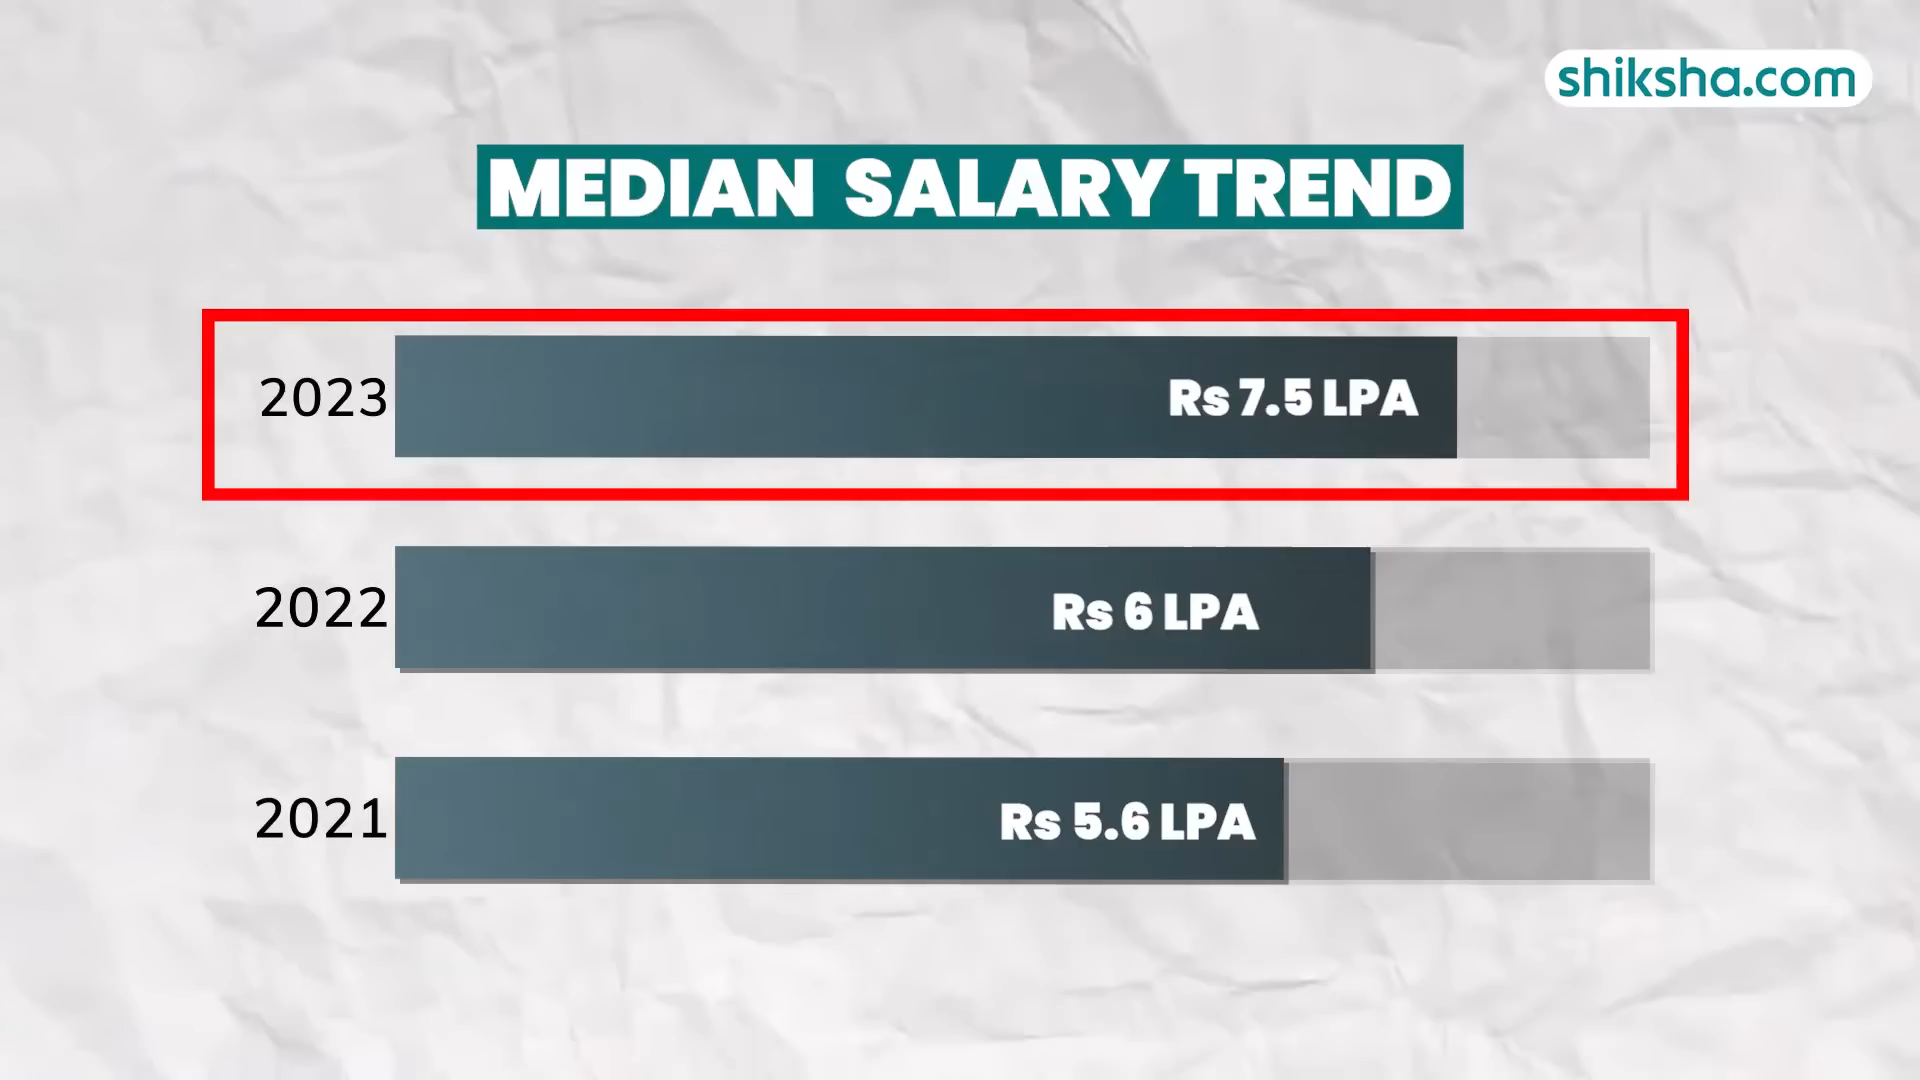 shiksha.com
MEDIAN SALARY TREND
2023 Rs 7.5 LPA
2022 Rs 6 LPA
2021 Rs 5.6 LPA